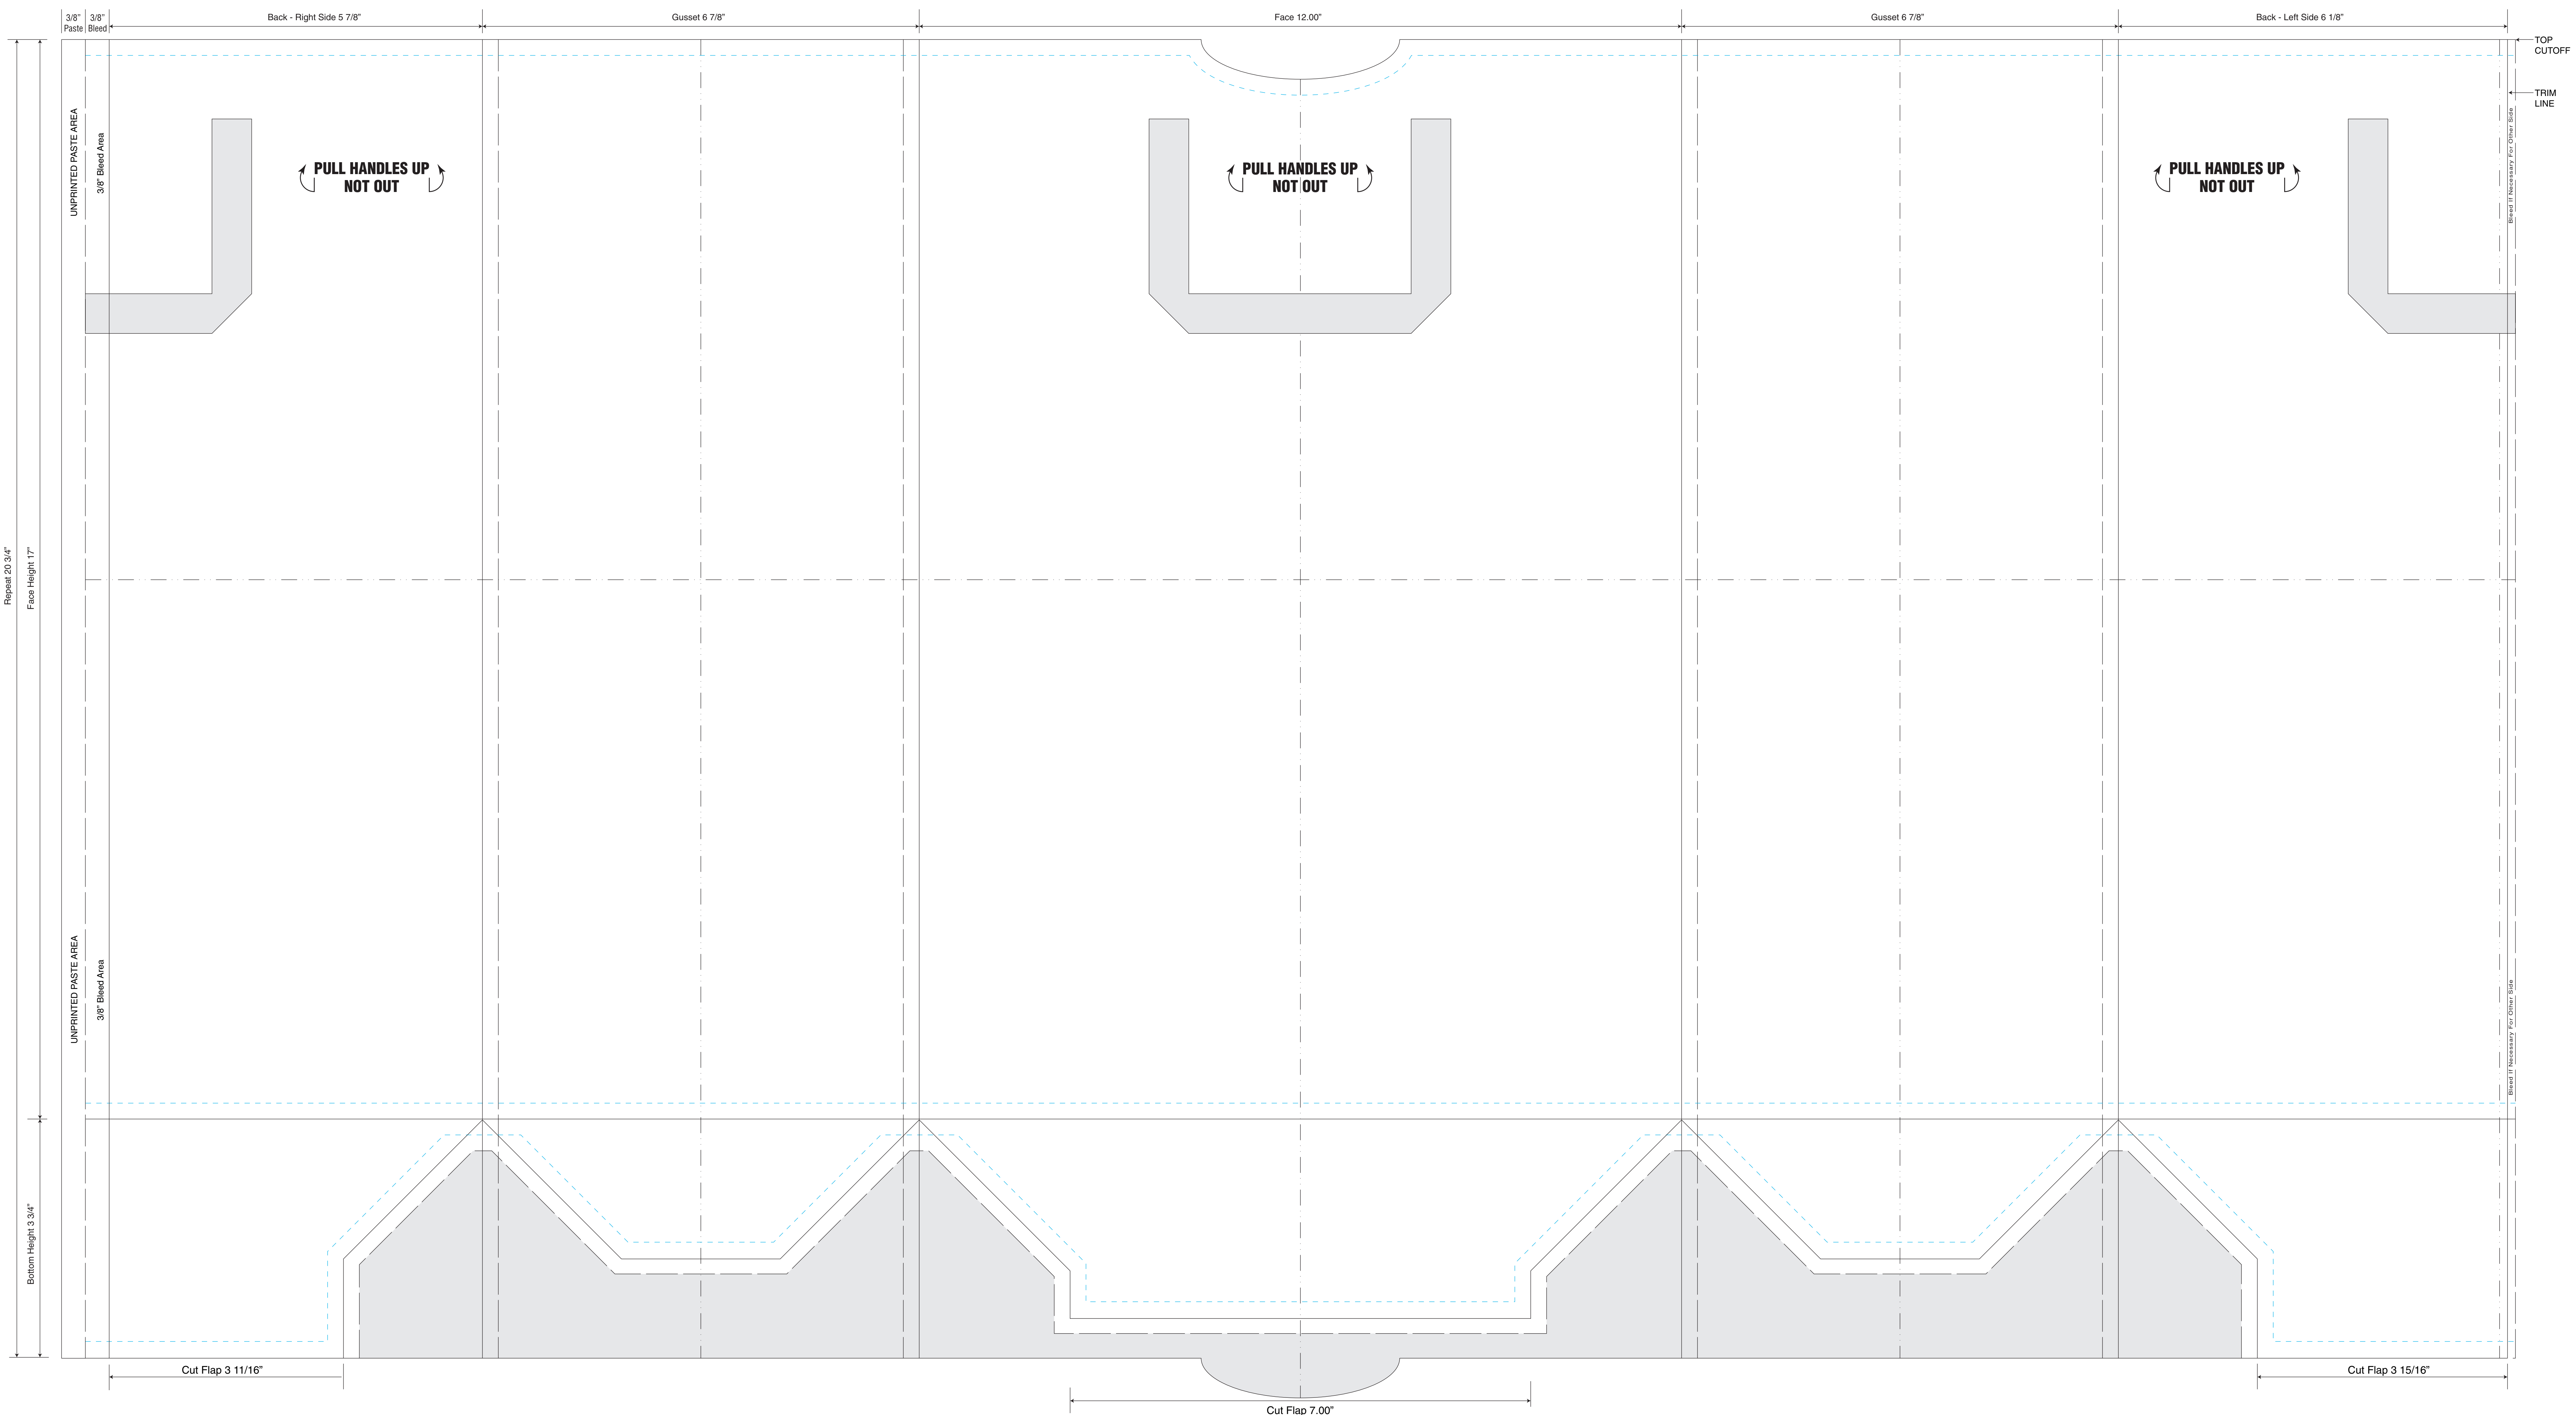 3/8”
Paste
3/8”
Bleed
Back - Right Side 5 7/8”
Gusset 6 7/8”
Face 12.00”
Gusset 6 7/8”
Back - Left Side 6 1/8”
TOP
CUTOFF
TRIM
LINE
UNPRINTED PASTE AREA
3/8” Bleed Area
PULL HANDLES UP
NOT OUT
PULL HANDLES UP
NOT OUT
PULL HANDLES UP
NOT OUT
Bleed If Necessary For Other Side
Repeat 20 3/4”
Face Height 17”
UNPRINTED PASTE AREA
3/8” Bleed Area
Bleed If Necessary For Other Side
Bottom Height 3 3/4”
Cut Flap 3 11/16”
Cut Flap 7.00”
Cut Flap 3 15/16”